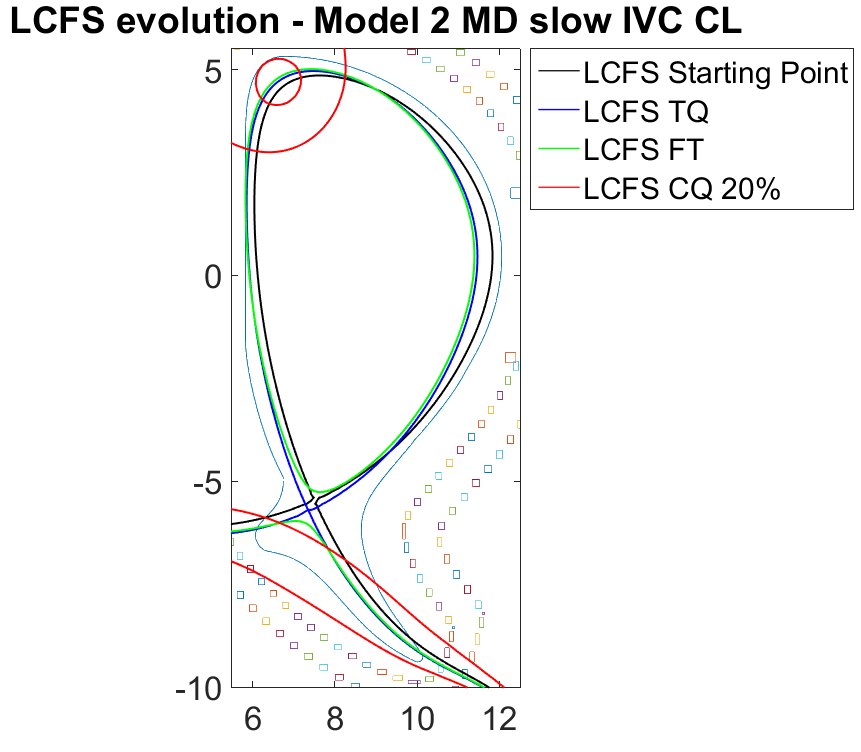 LCFS evolution - Model 2 MD slow IVC CL
LCFS Starting Point
LCFS TQ
LCFS FT
LCFS CQ 20%
5
0
-5
-10
6 8 10 12